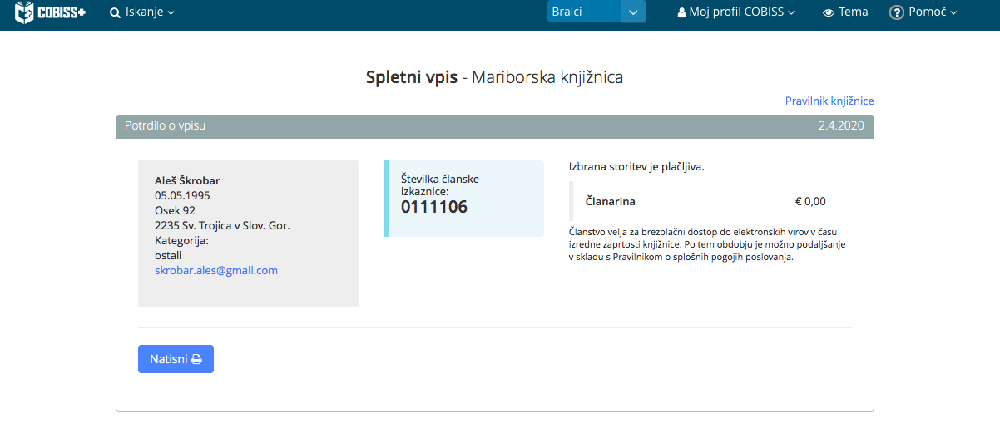 COBISS+
Iskanje
Bralci
Moj profil COBISS
Tema
? Pomoč
Spletni vpis - Mariborska knjižnica
Pravilnik knjižnice
Potrdilo o vpisu
2.4.2020
Aleš Škrobar
05.05.1995
Osek 92
2235 Sv. Trojica v Slov. Gor.
Kategorija:
ostali
skrobar.ales@gmail.com
Številka članske
izkaznice:
0111106
Izbrana storitev je plačljiva.
Članarina € 0,00
Članstvo velja za brezplačni dostop do elektronskih virov v času
izredne zaprtosti knjižnice. Po tem obdobju je možno podaljšanje
v skladu s Pravilnikom o splošnih pogojih poslovanja.
Natisni